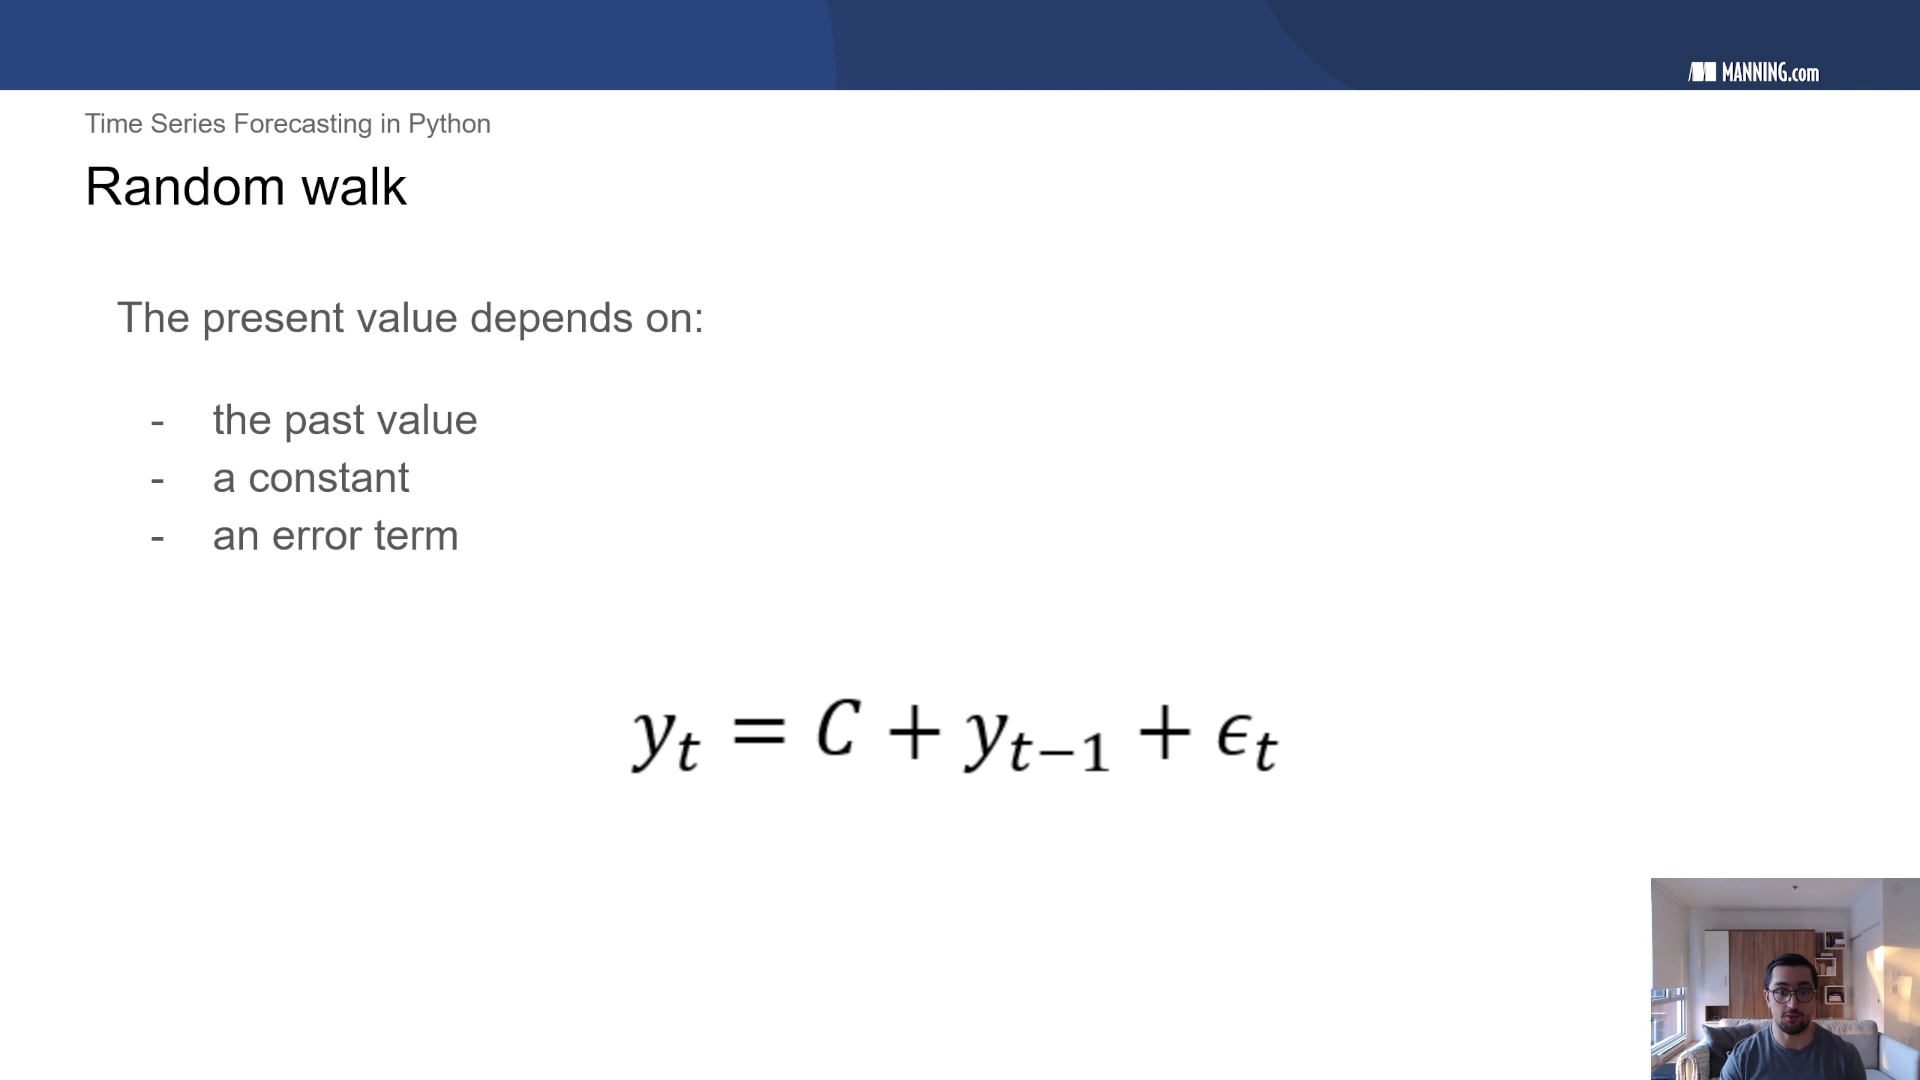 MANNING.com
Time Series Forecasting in Python
Random walk
The present value depends on:
- the past value
- a constant
- an error term
yₜ = C + yₜ₋₁ + ϵₜ